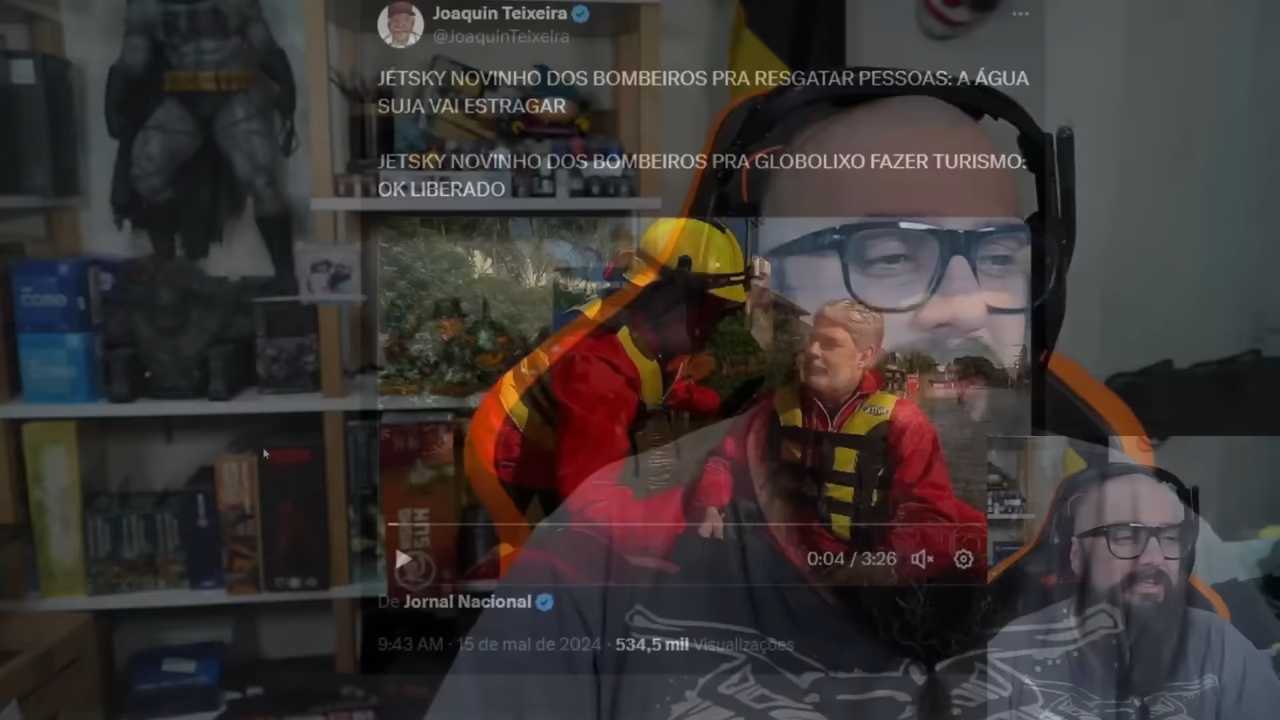 Joaquin Teixeira
@JoaquinTeixeira
JÉTSKY NOVINHO DOS BOMBEIROS PRA RESGATAR PESSOAS: A ÁGUA
SUJA VAI ESTRAGAR
JETSKY NOVINHO DOS BOMBEIROS PRA GLOBOLIXO FAZER TURISMO:
OK LIBERADO
SUN
0:04 / 3:26
De Jornal Nacional
9:43 AM · 15 de mai de 2024 · 534,5 mil Visualizações